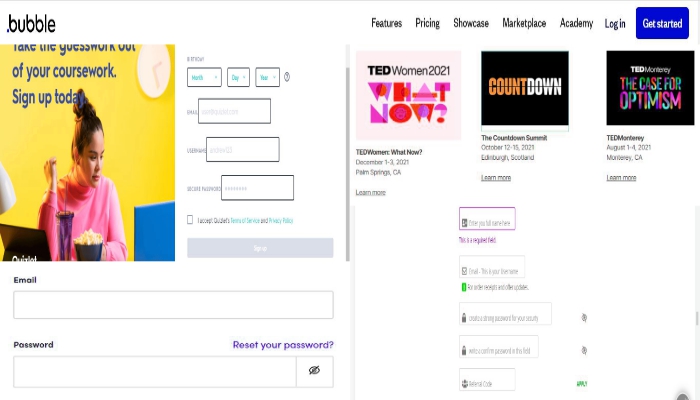 .bubble
Features Pricing Showcase Marketplace Academy Log in Get started
Take the guesswork out
of your coursework.
Sign up today.
Quizlet
BIRTHDAY
Month Day Year
EMAIL
USERNAME
SECURE PASSWORD
I accept Quizlet's Terms of Service and Privacy Policy
Sign up
Email
Password Reset your password?
TEDWomen 2021
WHAT
NOW?
TEDWomen: What Now?
December 1-3, 2021
Palm Springs, CA
Learn more
COUNTDOWN
The Countdown Summit
October 12-15, 2021
Edinburgh, Scotland
Learn more
TEDMonterey
THE CASE FOR
OPTIMISM
TEDMonterey
August 1-4, 2021
Monterey, CA
Learn more
Enter you full name here
This is a required field.
Email - This is your Username
For order receipts and offer updates.
create a strong password for your security
write a confirm password in this field
Referral Code APPLY